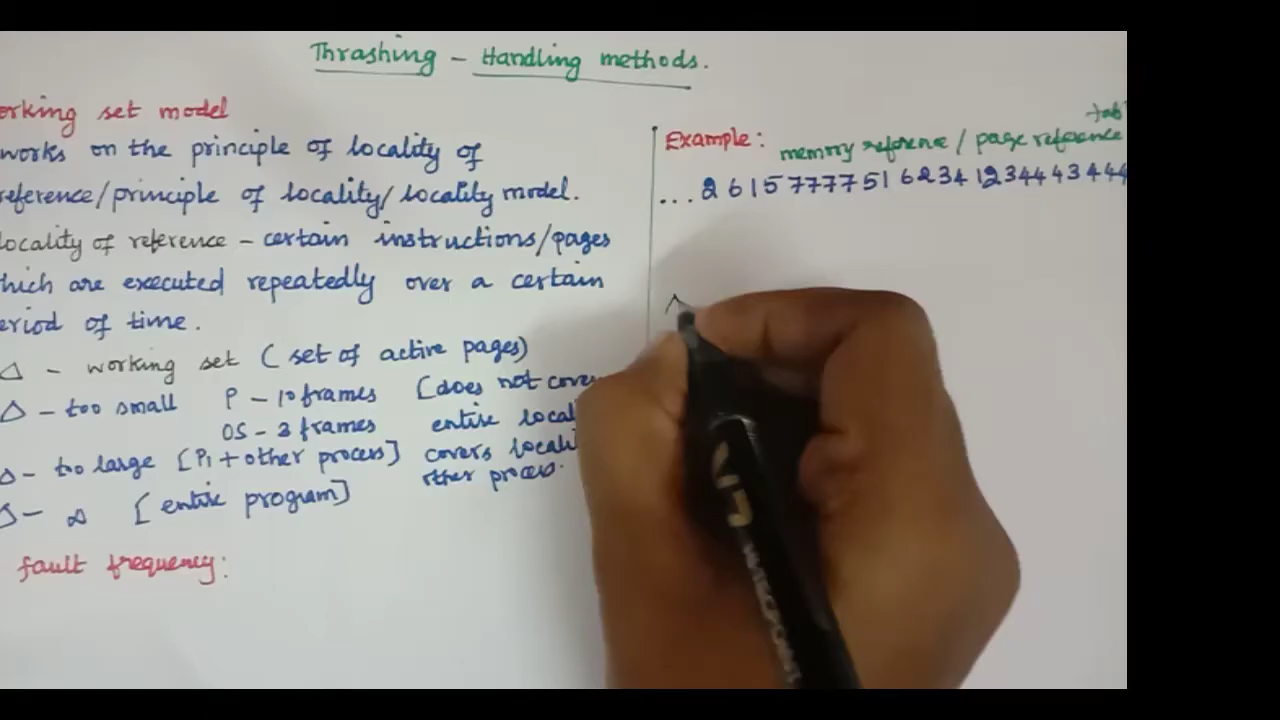 Thrashing - Handling methods.
orking set model
works on the principle of locality of
reference/principle of locality/locality model.
locality of reference - certain instructions/pages
hich are executed repeatedly over a certain
eriod of time.
Δ - working set (set of active pages)
Δ - too small P - 10 frames [does not cove
OS - 3 frames entire local
Δ - too large [P1 + other process] covers locali
other process.
Δ - ∞ [entire program]
fault frequency:
Example:
tab
memory reference / page reference
...2 6 1 5 7 7 7 7 5 1 6 2 3 4 1 2 3 4 4 4 3 4 4 4